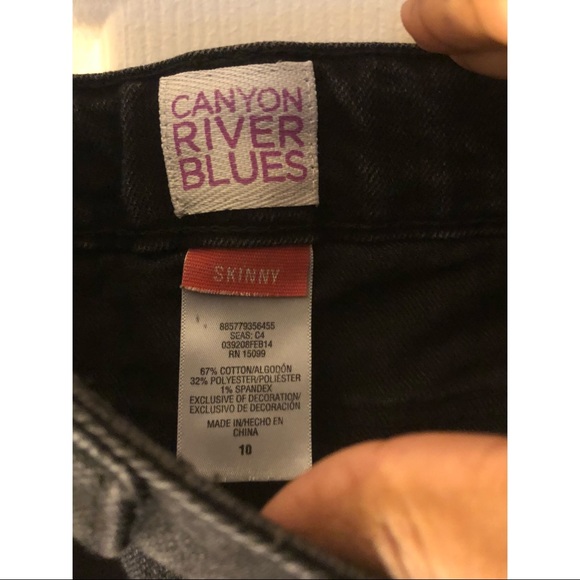 CANYON
RIVER
BLUES
SKINNY
885779356455
SEAS: C4
039208FEB14
RN 15099
67% COTTON/ALGODÓN
32% POLYESTER/POLIÉSTER
1% SPANDEX
EXCLUSIVE OF DECORATION/
EXCLUSIVO DE DECORACIÓN
MADE IN/HECHO EN
CHINA
10